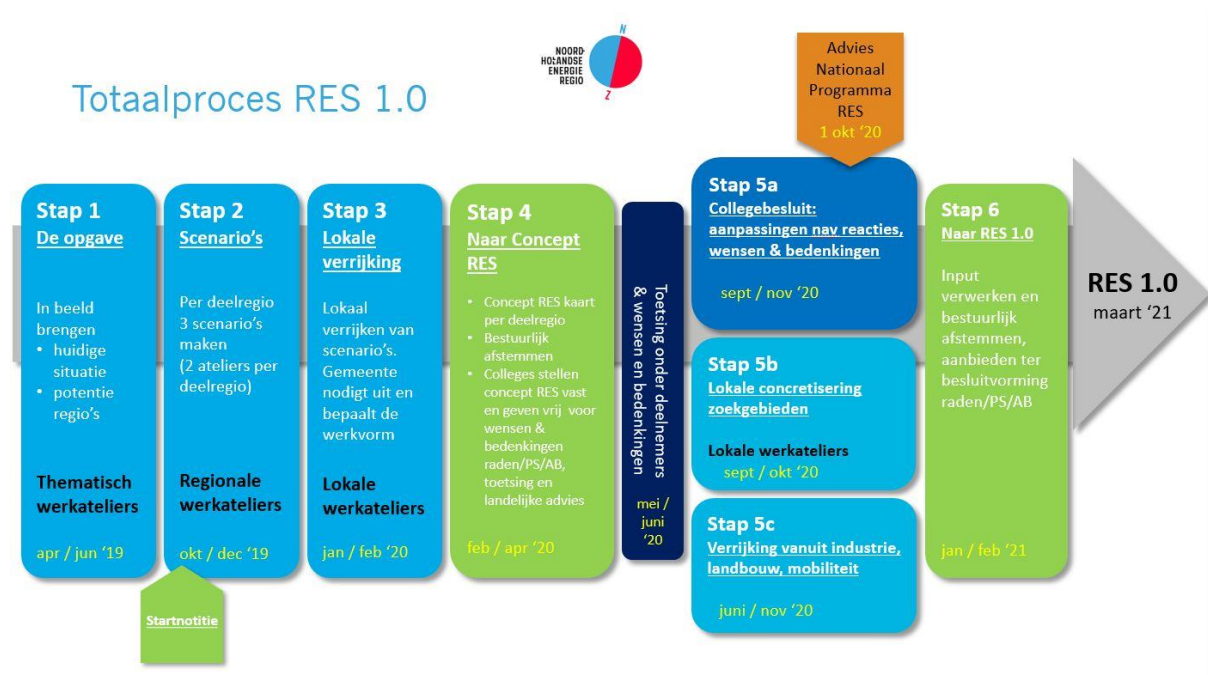 Totaalproces RES 1.0
N
NOORD-
HOLLANDSE
ENERGIE
REGIO
Z
Advies
Nationaal
Programma
RES
1 okt ‘20
Stap 1
De opgave
In beeld
brengen
• huidige
situatie
• potentie
regio’s
Thematisch
werkateliers
apr / jun ‘19
Stap 2
Scenario’s
Per deelregio
3 scenario’s
maken
(2 ateliers per
deelregio)
Regionale
werkateliers
okt / dec ‘19
Startnotitie
Stap 3
Lokale
verrijking
Lokaal
verrijken van
scenario’s.
Gemeente
nodigt uit en
bepaalt de
werkvorm
Lokale
werkateliers
jan / feb ‘20
Stap 4
Naar Concept
RES
• Concept RES kaart
per deelregio
• Bestuurlijk
afstemmen
• Colleges stellen
concept RES vast
en geven vrij voor
wensen &
bedenkingen
raden/PS/AB,
toetsing en
landelijke advies
feb / apr ‘20
Toetsing onder deelnemers
& wensen en bedenkingen
mei /
juni
‘20
Stap 5a
Collegebesluit:
aanpassingen nav reacties,
wensen & bedenkingen
sept / nov ‘20
Stap 5b
Lokale concretisering
zoekgebieden
Lokale werkateliers
sept / okt ‘20
Stap 5c
Verrijking vanuit industrie,
landbouw, mobiliteit
juni / nov ‘20
Stap 6
Naar RES 1.0
Input
verwerken en
bestuurlijk
afstemmen,
aanbieden ter
besluitvorming
raden/PS/AB
jan / feb ‘21
RES 1.0
maart ‘21